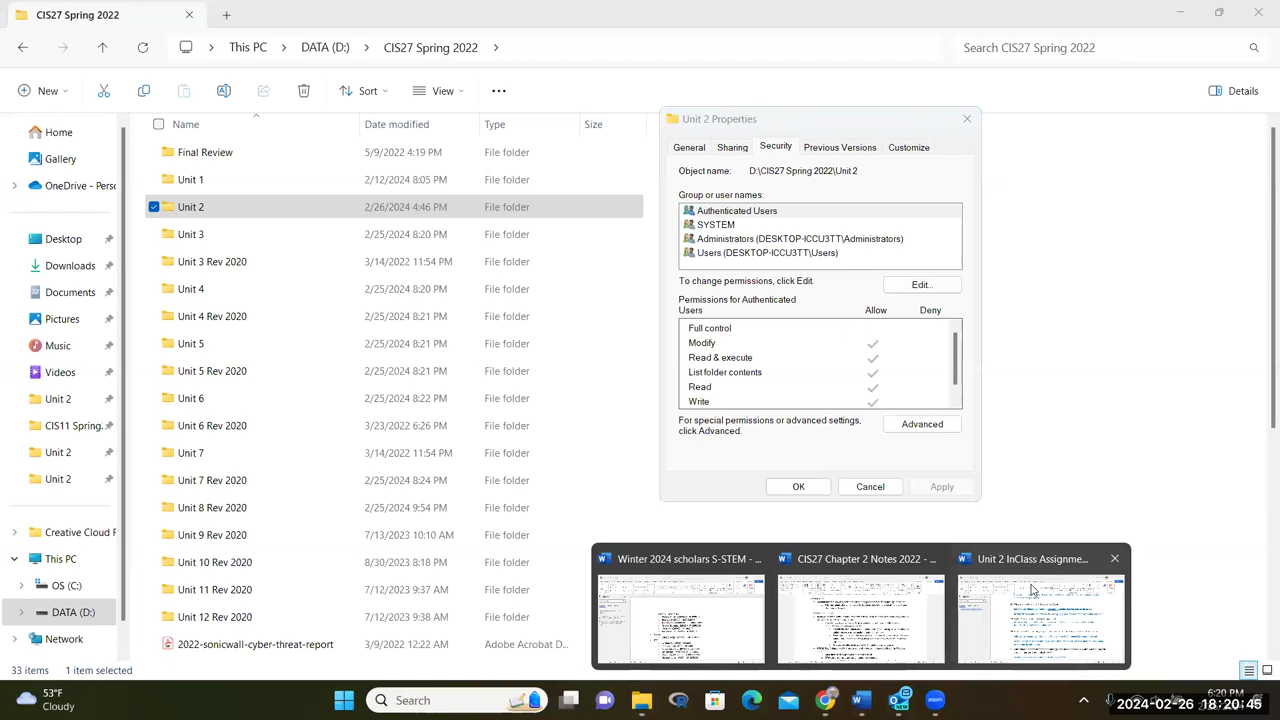 CIS27 Spring 2022
This PC > DATA (D:) > CIS27 Spring 2022 >
Search CIS27 Spring 2022
New
Sort
View
Details
Home
Gallery
OneDrive - Persc
Desktop
Downloads
Documents
Pictures
Music
Videos
Unit 2
CIS11 Spring.
Unit 2
Unit 2
Creative Cloud F
This PC
OS (C:)
DATA (D:)
Network
Name Date modified Type Size
Final Review 5/9/2022 4:19 PM File folder
Unit 1 2/12/2024 8:05 PM File folder
Unit 2 2/26/2024 4:46 PM File folder
Unit 3 2/25/2024 8:20 PM File folder
Unit 3 Rev 2020 3/14/2022 11:54 PM File folder
Unit 4 2/25/2024 8:20 PM File folder
Unit 4 Rev 2020 2/25/2024 8:21 PM File folder
Unit 5 2/25/2024 8:21 PM File folder
Unit 5 Rev 2020 2/25/2024 8:21 PM File folder
Unit 6 2/25/2024 8:22 PM File folder
Unit 6 Rev 2020 3/23/2022 6:26 PM File folder
Unit 7 3/14/2022 11:54 PM File folder
Unit 7 Rev 2020 2/25/2024 8:24 PM File folder
Unit 8 Rev 2020 2/25/2024 9:54 PM File folder
Unit 9 Rev 2020 7/13/2023 10:10 AM File folder
Unit 10 Rev 2020 8/30/2023 8:18 PM File folder
Unit 11 Rev 2020 7/12/2023 :37 AM File folder
Unit 12 Rev 2020 7/12/2023 9:38 AM File folder
2022-sonicwall-cyber-threat-r 12:22 AM Adobe Acrobat D...
33 items 1 item selected
Unit 2 Properties
General Sharing Security Previous Versions Customize
Object name: D:\CIS27 Spring 2022\Unit 2
Group or user names:
Authenticated Users
SYSTEM
Administrators (DESKTOP-ICCU3TT\Administrators)
Users (DESKTOP-ICCU3TT\Users)
To change permissions, click Edit.
Edit...
Permissions for Authenticated
Users Allow Deny
Full control
Modify
Read & execute
List folder contents
Read
Write
For special permissions or advanced settings,
click Advanced.
Advanced
OK Cancel Apply
Winter 2024 scholars S-STEM - ...
CIS27 Chapter 2 Notes 2022 - ...
Unit 2 InClass Assignme...
53°F
Cloudy
Search
NEW
zoom
6:20 PM
2024-02-26 18:20:45